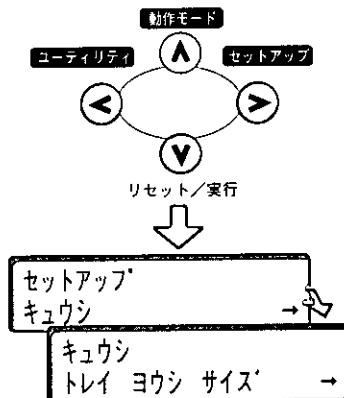 動作モード
ユーティリティ セットアップ
リセット/実行
セットアップ
キュウシ →
キュウシ
トレイ ヨウシ サイズ →